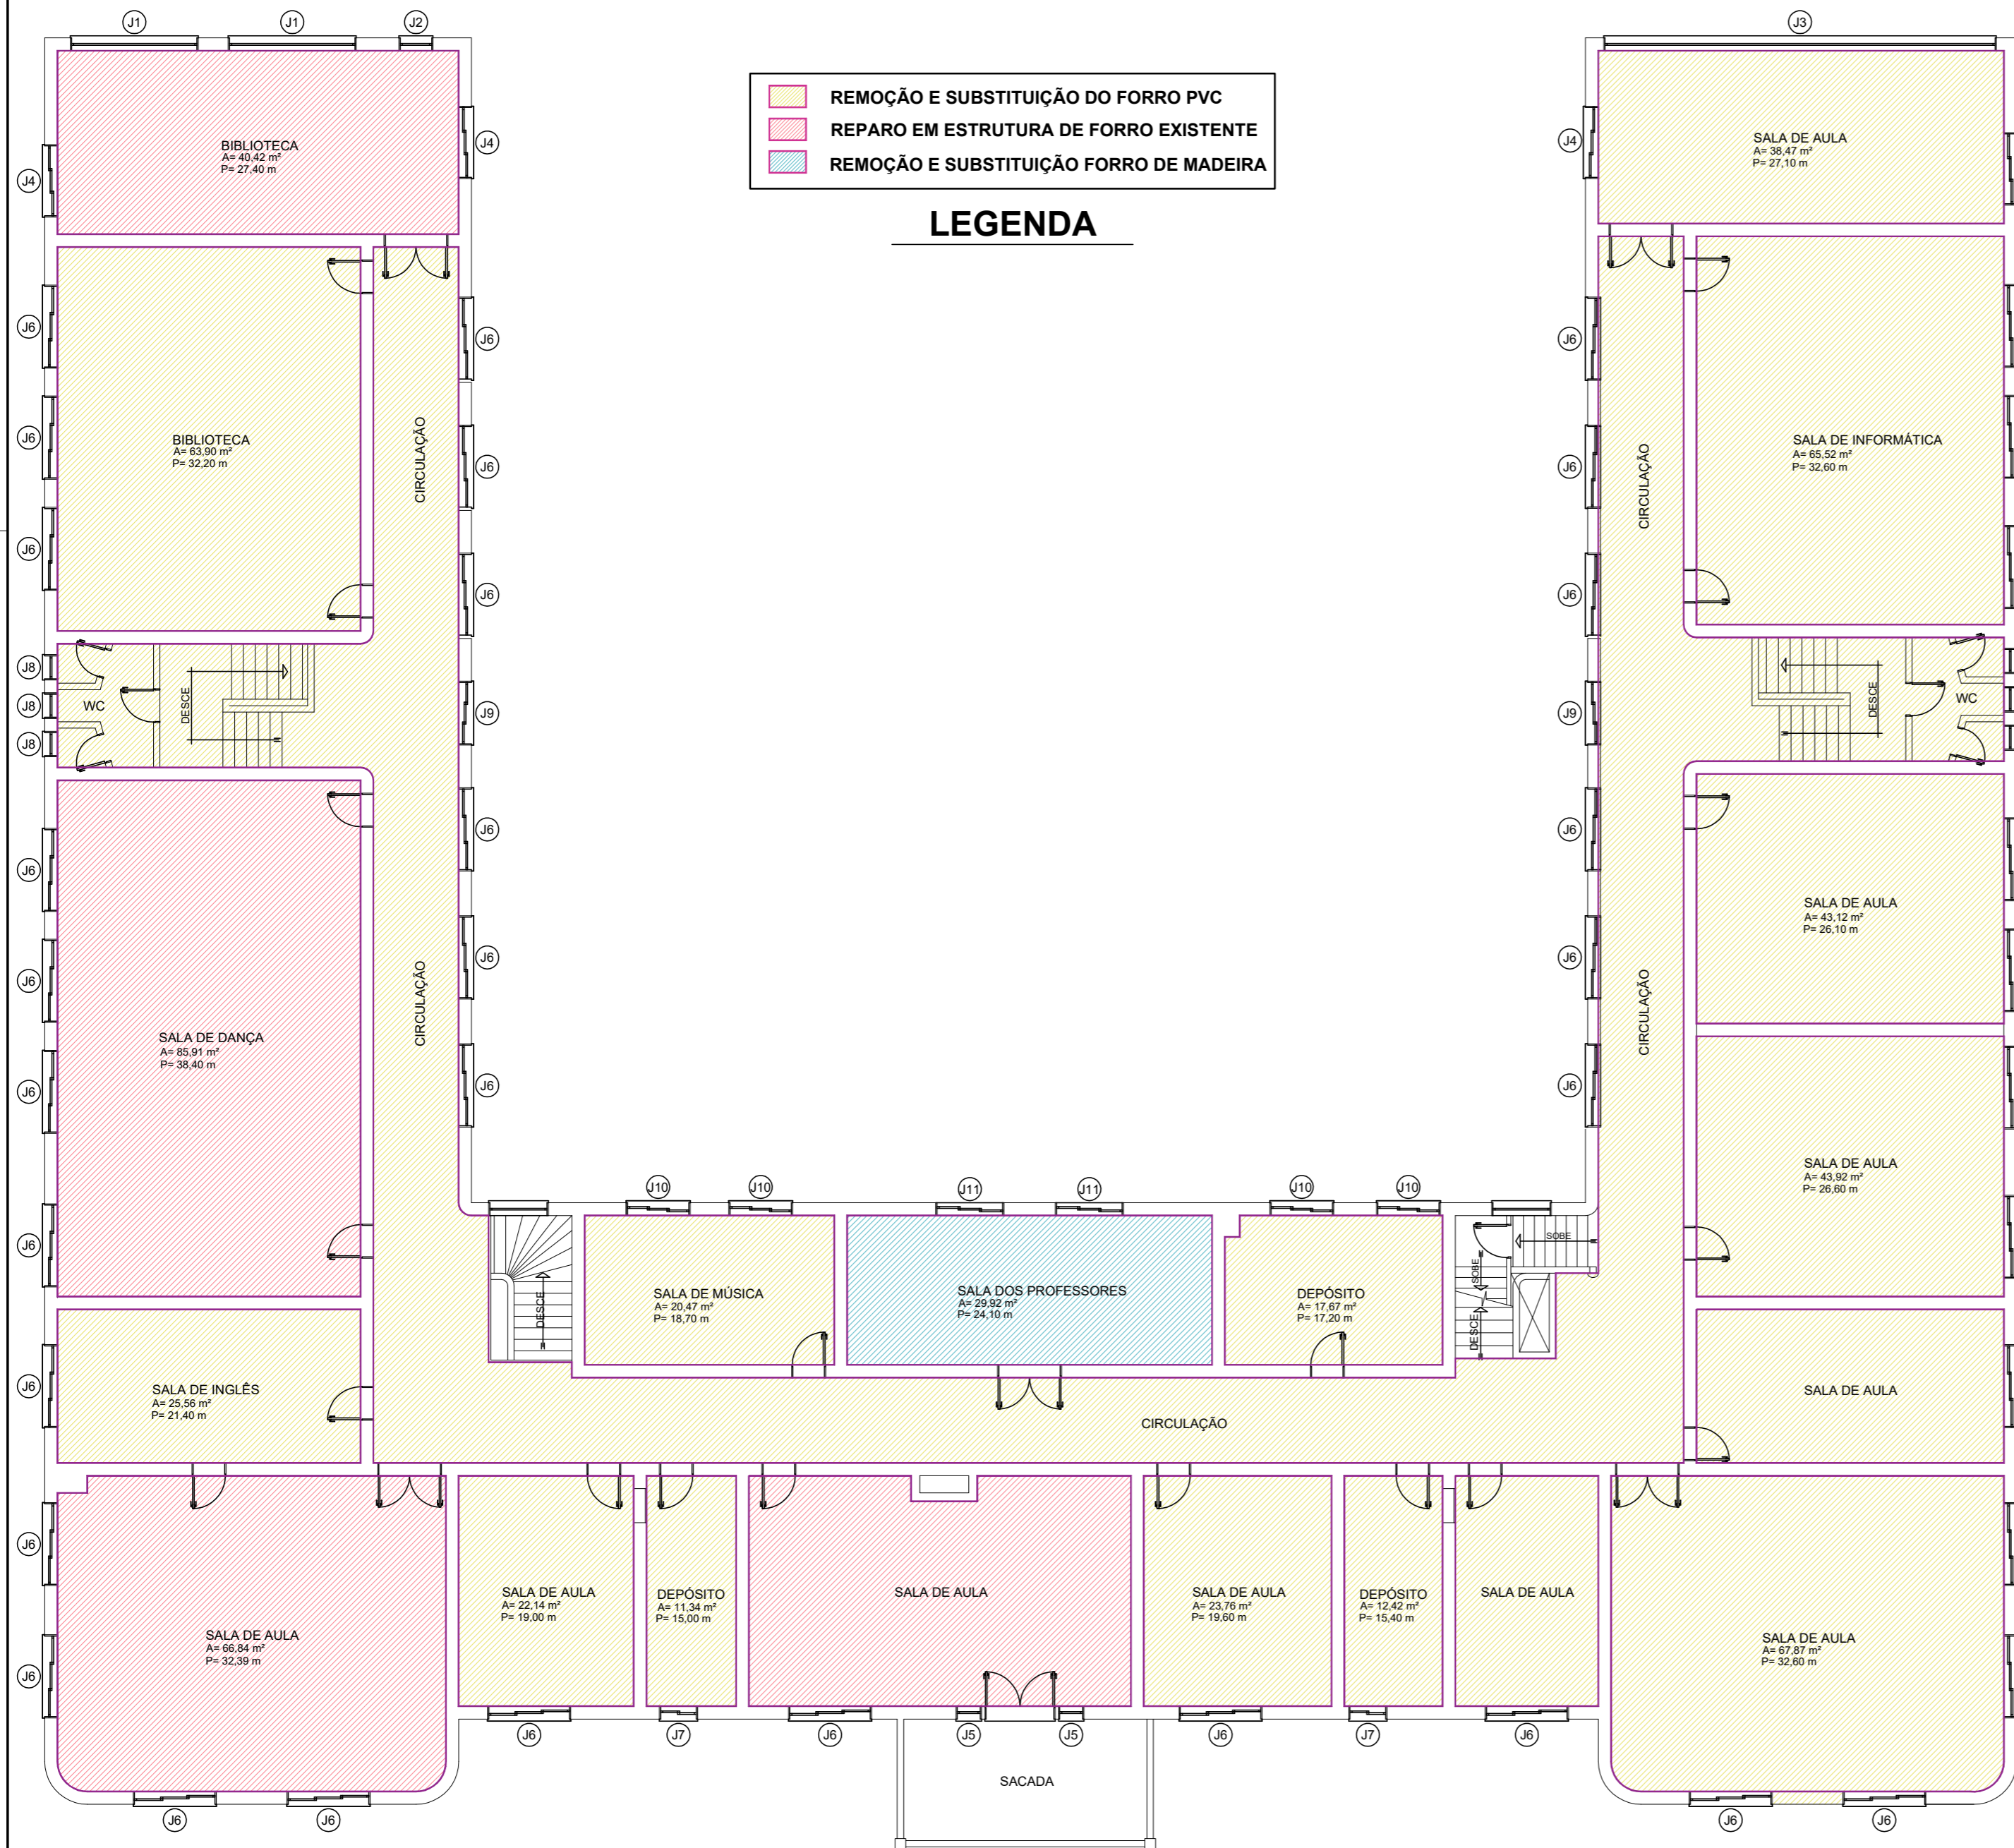 J1
J1
J2
J3
REMOÇÃO E SUBSTITUIÇÃO DO FORRO PVC
REPARO EM ESTRUTURA DE FORRO EXISTENTE
REMOÇÃO E SUBSTITUIÇÃO FORRO DE MADEIRA
LEGENDA
BIBLIOTECA
A= 40,42 m²
P= 27,40 m
J4
J4
J4
SALA DE AULA
A= 38,47 m²
P= 27,10 m
J6
J6
J6
J6
J6
J6
BIBLIOTECA
A= 63,90 m²
P= 32,20 m
CIRCULAÇÃO
CIRCULAÇÃO
SALA DE INFORMÁTICA
A= 65,52 m²
P= 32,60 m
J6
J6
J6
J8
J8
J8
WC
DESCE
J9
J9
DESCE
WC
J6
J6
J6
J6
J6
J6
J6
J6
J6
J6
SALA DE DANÇA
A= 85,91 m²
P= 38,40 m
CIRCULAÇÃO
CIRCULAÇÃO
SALA DE AULA
A= 43,12 m²
P= 26,10 m
SALA DE AULA
A= 43,92 m²
P= 26,60 m
J10
J10
J11
J11
J10
J10
DESCE
SALA DE MÚSICA
A= 20,47 m²
P= 18,70 m
SALA DOS PROFESSORES
A= 29,92 m²
P= 24,10 m
DEPÓSITO
A= 17,67 m²
P= 17,20 m
SOBE
SOBE
DESCE
J6
SALA DE INGLÊS
A= 25,56 m²
P= 21,40 m
SALA DE AULA
CIRCULAÇÃO
J6
J6
SALA DE AULA
A= 66,84 m²
P= 32,39 m
SALA DE AULA
A= 22,14 m²
P= 19,00 m
DEPÓSITO
A= 11,34 m²
P= 15,00 m
SALA DE AULA
SALA DE AULA
A= 23,76 m²
P= 19,60 m
DEPÓSITO
A= 12,42 m²
P= 15,40 m
SALA DE AULA
SALA DE AULA
A= 67,87 m²
P= 32,60 m
J6
J7
J6
J5
J5
J6
J7
J6
SACADA
J6
J6
J6
J6